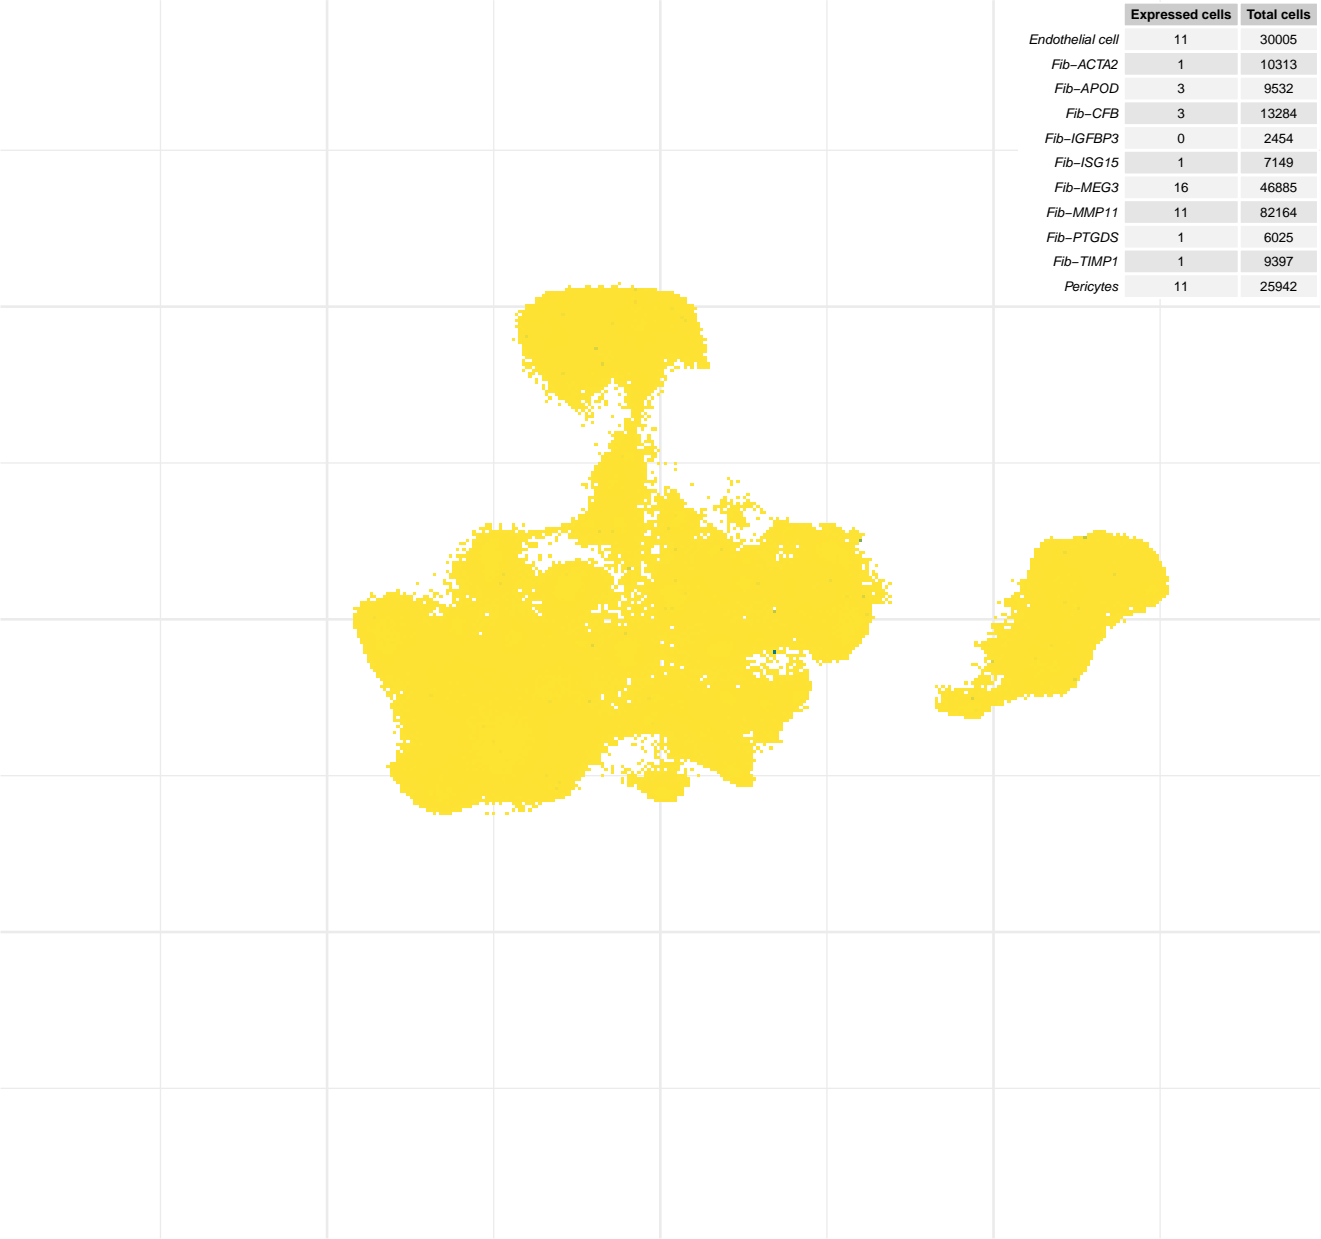 Expressed cells Total cells
Endothelial cell 11 30005
Fib−ACTA2 1 10313
Fib−APOD 3 9532
Fib−CFB 3 13284
Fib−IGFBP3 0 2454
Fib−ISG15 1 7149
Fib−MEG3 16 46885
Fib−MMP11 11 82164
Fib−PTGDS 1 6025
Fib−TIMP1 1 9397
Pericytes 11 25942